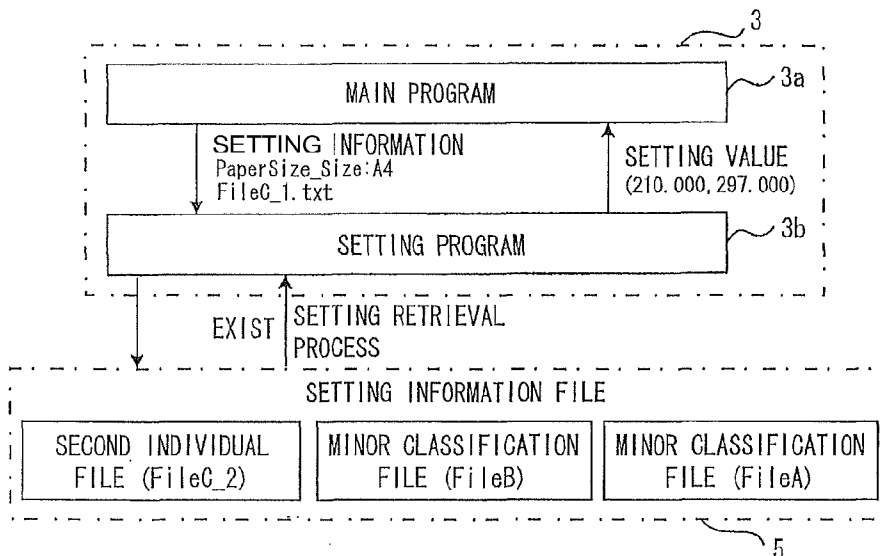 3
MAIN PROGRAM
3a
SETTING INFORMATION
PaperSize_Size:A4
FileC_1.txt
SETTING VALUE
(210.000, 297.000)
SETTING PROGRAM
3b
EXIST
SETTING RETRIEVAL
PROCESS
SETTING INFORMATION FILE
SECOND INDIVIDUAL
FILE (FileC_2)
MINOR CLASSIFICATION
FILE (FileB)
MINOR CLASSIFICATION
FILE (FileA)
5